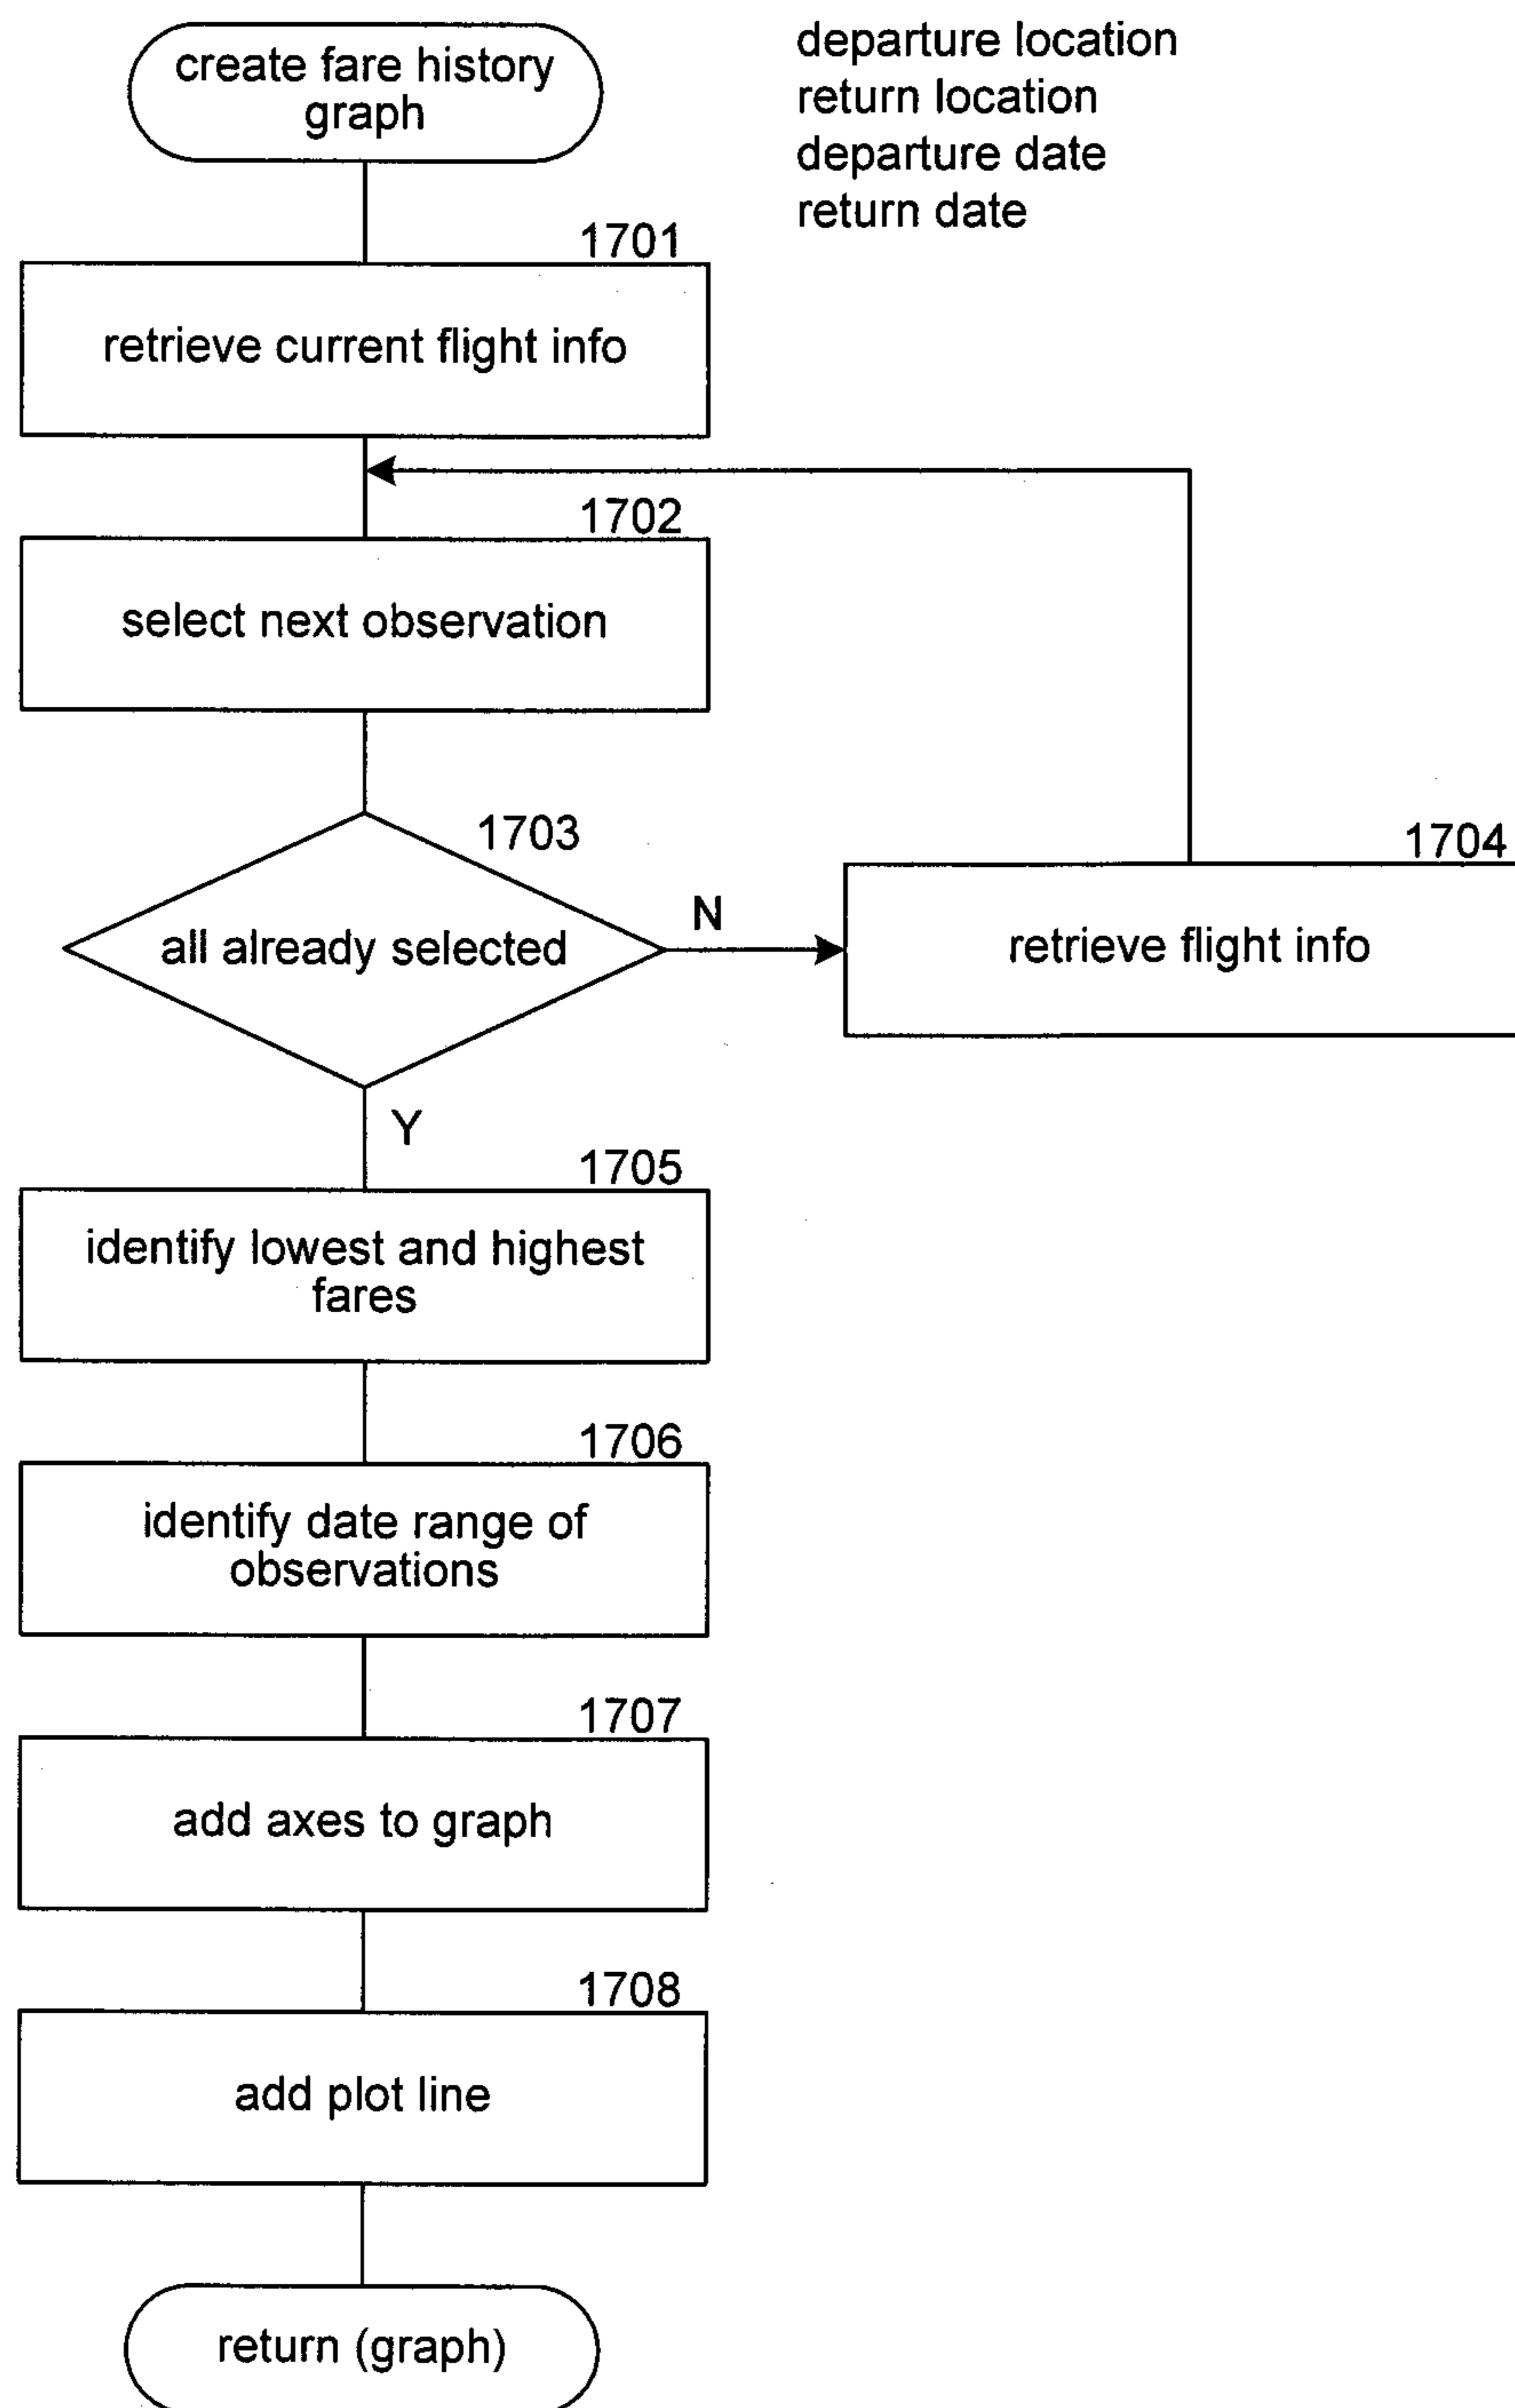 create fare history
graph
departure location
return location
departure date
return date
1701
retrieve current flight info
1702
select next observation
1703
all already selected
N
1704
retrieve flight info
Y
1705
identify lowest and highest
fares
1706
identify date range of
observations
1707
add axes to graph
1708
add plot line
return (graph)